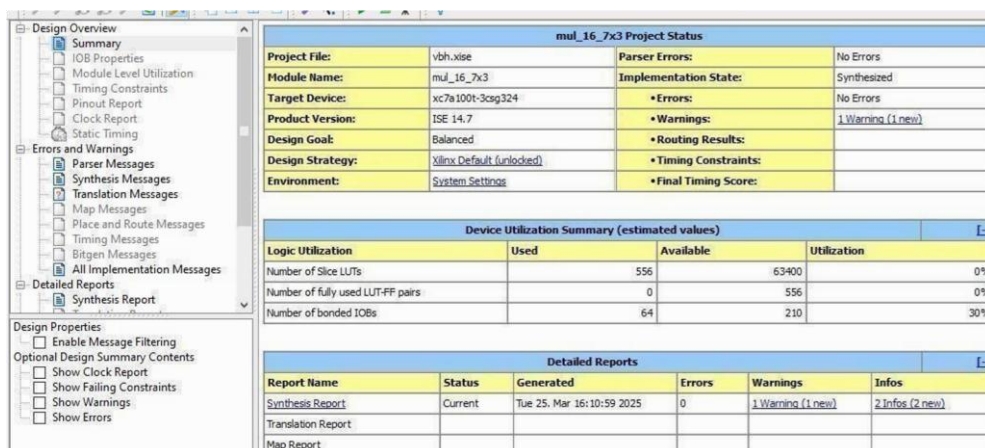 Design Overview
Summary
IOB Properties
Module Level Utilization
Timing Constraints
Pinout Report
Clock Report
Static Timing
Errors and Warnings
Parser Messages
Synthesis Messages
Translation Messages
Map Messages
Place and Route Messages
Timing Messages
Bitgen Messages
All Implementation Messages
Detailed Reports
Synthesis Report
Design Properties
Enable Message Filtering
Optional Design Summary Contents
Show Clock Report
Show Failing Constraints
Show Warnings
Show Errors
mul_16_7x3 Project Status
Project File: vbh.xise Parser Errors: No Errors
Module Name: mul_16_7x3 Implementation State: Synthesized
Target Device: xc7a100t-3csg324 •Errors: No Errors
Product Version: ISE 14.7 •Warnings: 1 Warning (1 new)
Design Goal: Balanced •Routing Results:
Design Strategy: Xilinx Default (unlocked) •Timing Constraints:
Environment: System Settings •Final Timing Score:
Device Utilization Summary (estimated values) [-
Logic Utilization Used Available Utilization
Number of Slice LUTs 556 63400 0%
Number of fully used LUT-FF pairs 0 556 0%
Number of bonded IOBs 64 210 30%
Detailed Reports [-
Report Name Status Generated Errors Warnings Infos
Synthesis Report Current Tue 25. Mar 16:10:59 2025 0 1 Warning (1 new) 2 Infos (2 new)
Translation Report
Map Report